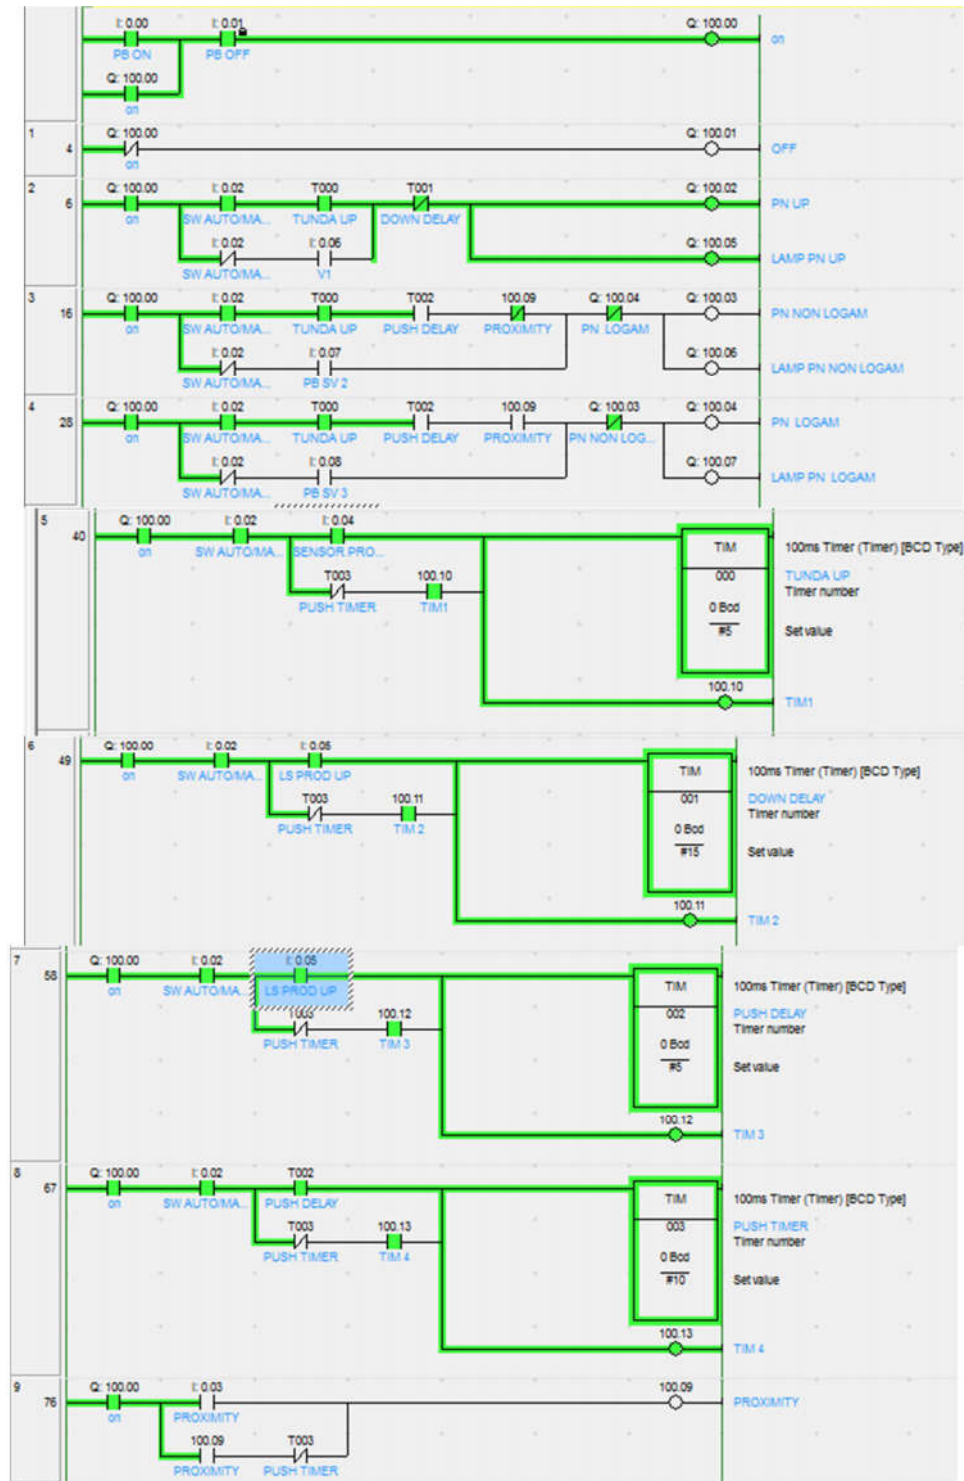 I: 0.00 I: 0.01 Q: 100.00
PB ON PB OFF on
Q: 100.00
on
1
4 Q: 100.00 Q: 100.01
on OFF
2
6 Q: 100.00 I: 0.02 T000 T001 Q: 100.02
on SW AUTO/MA... TUNDA UP DOWN DELAY PN UP
I: 0.02 I: 0.06 Q: 100.05
SW AUTO/MA... V1 LAMP PN UP
3
16 Q: 100.00 I: 0.02 T000 T002 100.09 Q: 100.04 Q: 100.03
on SW AUTO/MA... TUNDA UP PUSH DELAY PROXIMITY PN LOGAM PN NON LOGAM
I: 0.02 I: 0.07 Q: 100.06
SW AUTO/MA... PB SV 2 LAMP PN NON LOGAM
4
28 Q: 100.00 I: 0.02 T000 T002 100.09 Q: 100.03 Q: 100.04
on SW AUTO/MA... TUNDA UP PUSH DELAY PROXIMITY PN NON LOG... PN LOGAM
I: 0.02 I: 0.08 Q: 100.07
SW AUTO/MA... PB SV 3 LAMP PN LOGAM
5
40 Q: 100.00 I: 0.02 I: 0.04
on SW AUTO/MA... SENSOR PRO...
TIM 100ms Timer (Timer) [BCD Type]
T003 100.10
PUSH TIMER TIM1
000 TUNDA UP
Timer number
0 Bcd
#5 Set value
100.10
TIM1
6
49 Q: 100.00 I: 0.02 I: 0.05
on SW AUTO/MA... LS PROD UP
TIM 100ms Timer (Timer) [BCD Type]
T003 100.11
PUSH TIMER TIM 2
001 DOWN DELAY
Timer number
0 Bcd
#15 Set value
100.11
TIM 2
7
58 Q: 100.00 I: 0.02 I: 0.05
on SW AUTO/MA... LS PROD UP
TIM 100ms Timer (Timer) [BCD Type]
T003 100.12
PUSH TIMER TIM 3
002 PUSH DELAY
Timer number
0 Bcd
#5 Set value
100.12
TIM 3
8
67 Q: 100.00 I: 0.02 T002
on SW AUTO/MA... PUSH DELAY
TIM 100ms Timer (Timer) [BCD Type]
T003 100.13
PUSH TIMER TIM 4
003 PUSH TIMER
Timer number
0 Bcd
#10 Set value
100.13
TIM 4
9
76 Q: 100.00 I: 0.03 100.09
on PROXIMITY PROXIMITY
100.09 T003
PROXIMITY PUSH TIMER